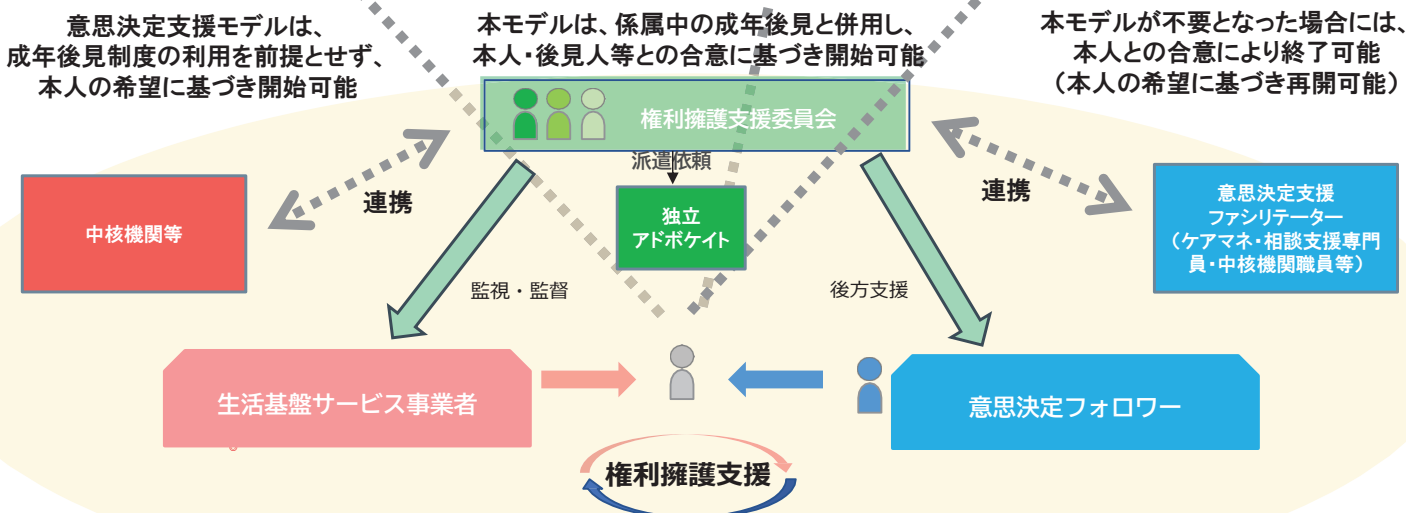 意思決定支援モデルは、
成年後見制度の利用を前提とせず、
本人の希望に基づき開始可能
本モデルは、係属中の成年後見と併用し、
本人・後見人等との合意に基づき開始可能
本モデルが不要となった場合には、
本人との合意により終了可能
（本人の希望に基づき再開可能）
権利擁護支援委員会
派遣依頼
連携
連携
中核機関等
独立
アドボケイト
意思決定支援
ファシリテーター
（ケアマネ・相談支援専門
員・中核機関職員等）
監視・監督
後方支援
生活基盤サービス事業者
意思決定フォロワー
権利擁護支援